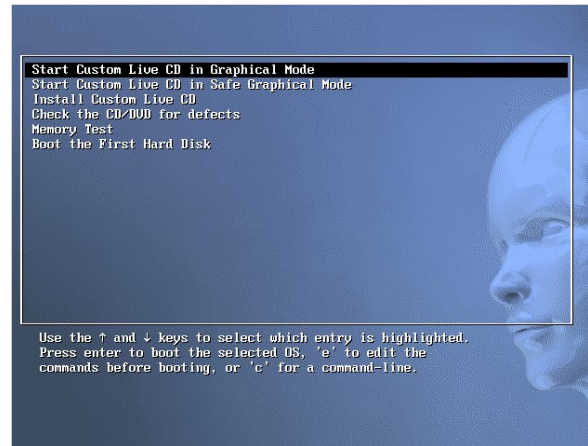 Start Custom Live CD in Graphical Mode
Start Custom Live CD in Safe Graphical Mode
Install Custom Live CD
Check the CD/DVD for defects
Memory Test
Boot the First Hard Disk
Use the ↑ and ↓ keys to select which entry is highlighted.
Press enter to boot the selected OS, 'e' to edit the
commands before booting, or 'c' for a command-line.